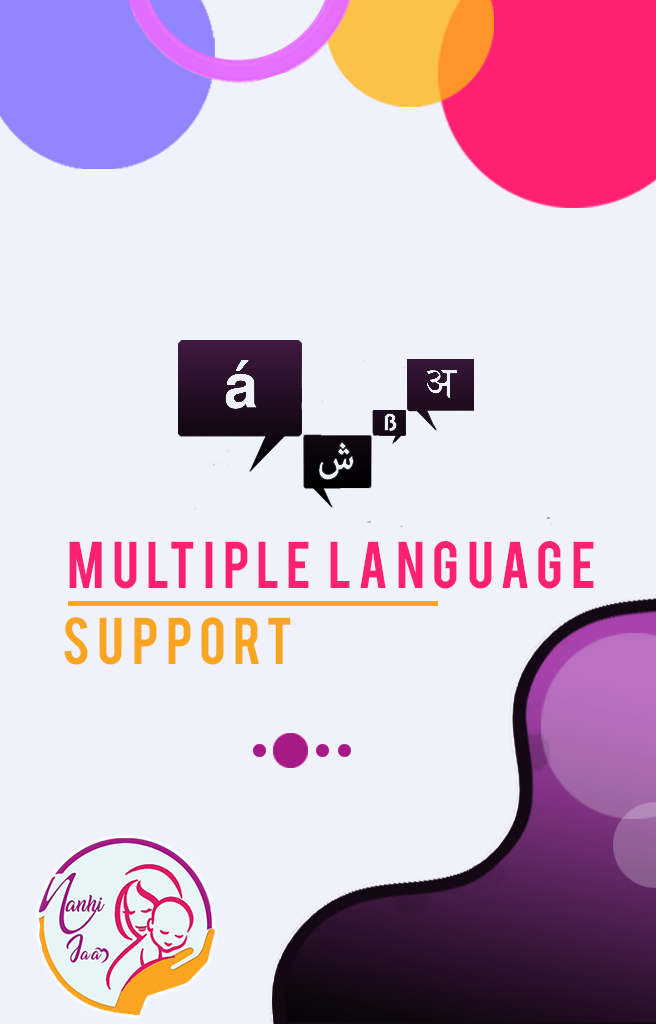 á
ش
ß
अ
MULTIPLE LANGUAGE
SUPPORT
Nanhi
Jaan